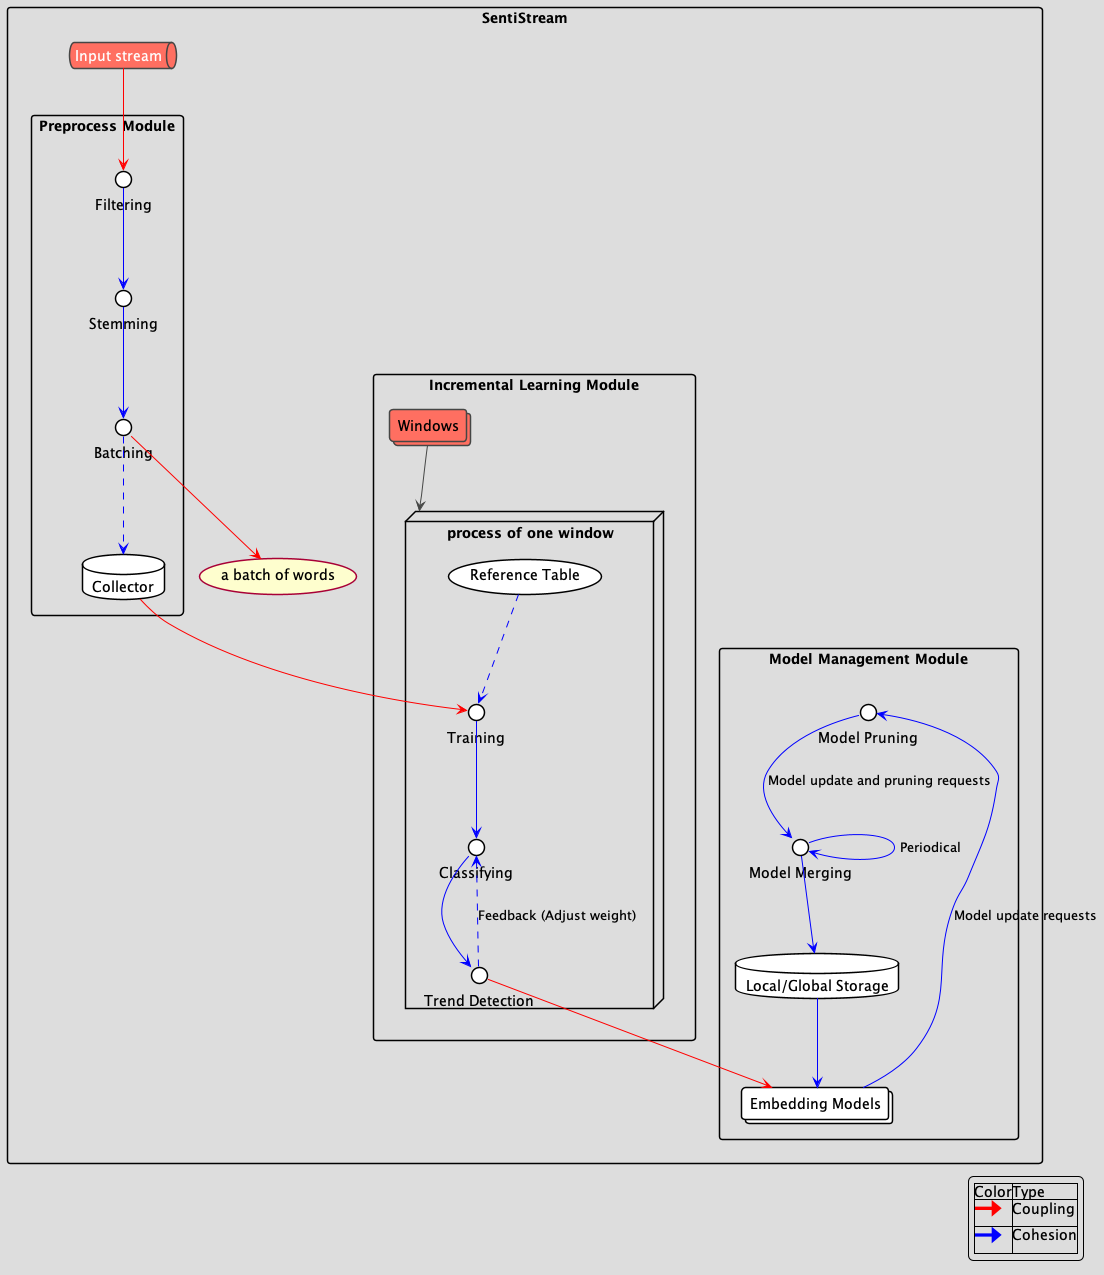 SentiStream
Input stream
Preprocess Module
Filtering
Stemming
Batching
Collector
a batch of words
Incremental Learning Module
Windows
process of one window
Reference Table
Training
Classifying
Feedback (Adjust weight)
Trend Detection
Model Management Module
Model Pruning
Model update and pruning requests
Periodical
Model Merging
Model update requests
Local/Global Storage
Embedding Models
Color Type
Coupling
Cohesion